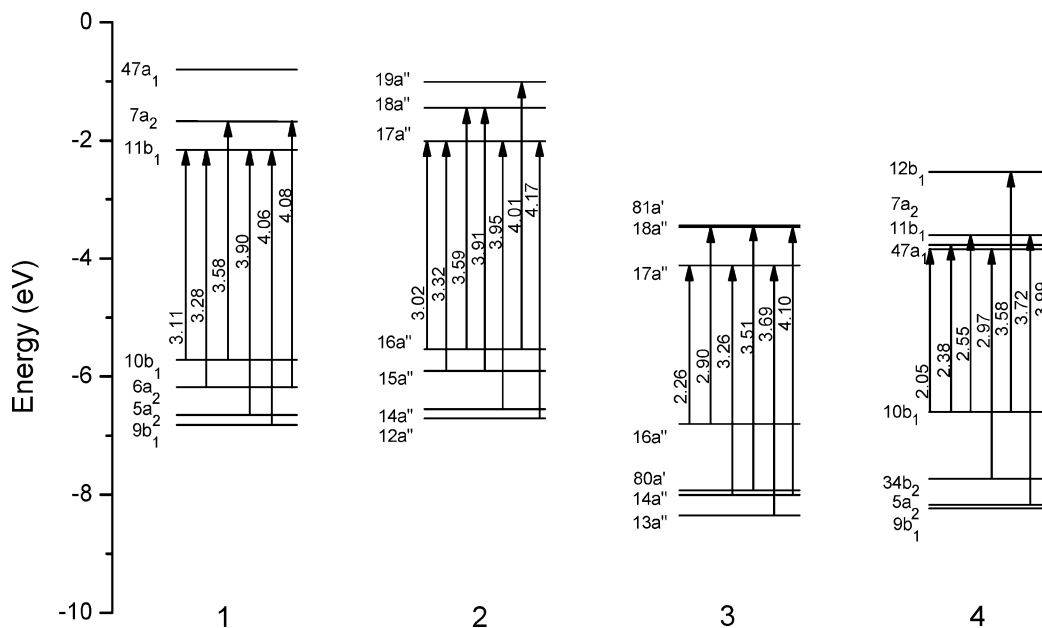 Energy (eV)
0
-2
-4
-6
-8
-10
47a1
7a2
11b1
3.11
3.28
3.58
3.90
4.06
4.08
10b1
6a2
5a2
9b1
1
19a"
18a"
17a"
3.02
3.32
3.59
3.91
3.95
4.01
4.17
16a"
15a"
14a"
12a"
2
81a'
18a"
17a"
2.26
2.90
3.26
3.51
3.69
4.10
16a"
80a'
14a"
13a"
3
12b1
7a2
11b1
47a1
2.05
2.38
2.55
2.97
3.58
3.72
10b1
34b2
5a2
9b1
4